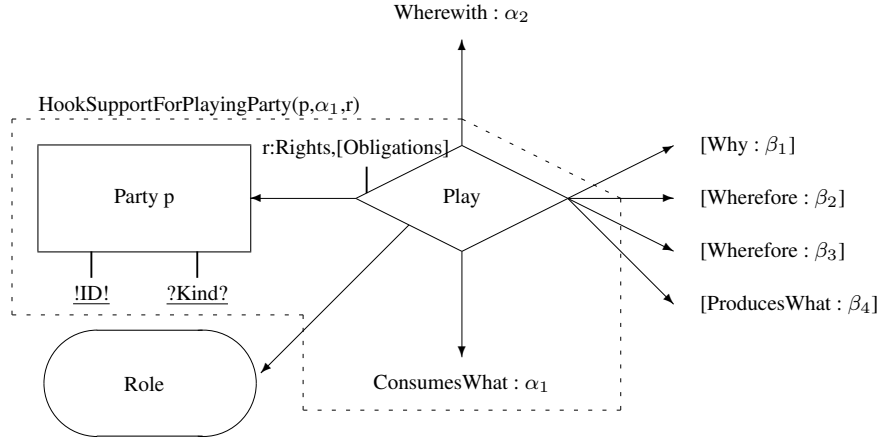 Wherewith : α₂
HookSupportForPlayingParty(p,α₁,r)
r:Rights,[Obligations]
[Why : β₁]
Party p
Play
[Wherefore : β₂]
[Wherefore : β₃]
!ID! ?Kind?
[ProducesWhat : β₄]
Role
ConsumesWhat : α₁